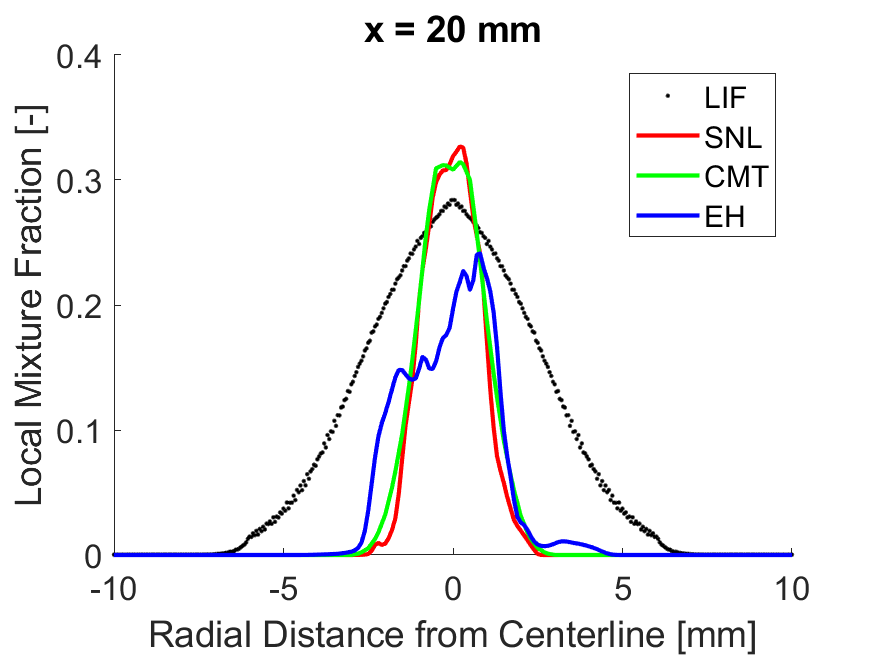 x = 20 mm
Local Mixture Fraction [-]
0.4
0.3
0.2
0.1
0
-10
-5
0
5
10
Radial Distance from Centerline [mm]
LIF
SNL
CMT
EH